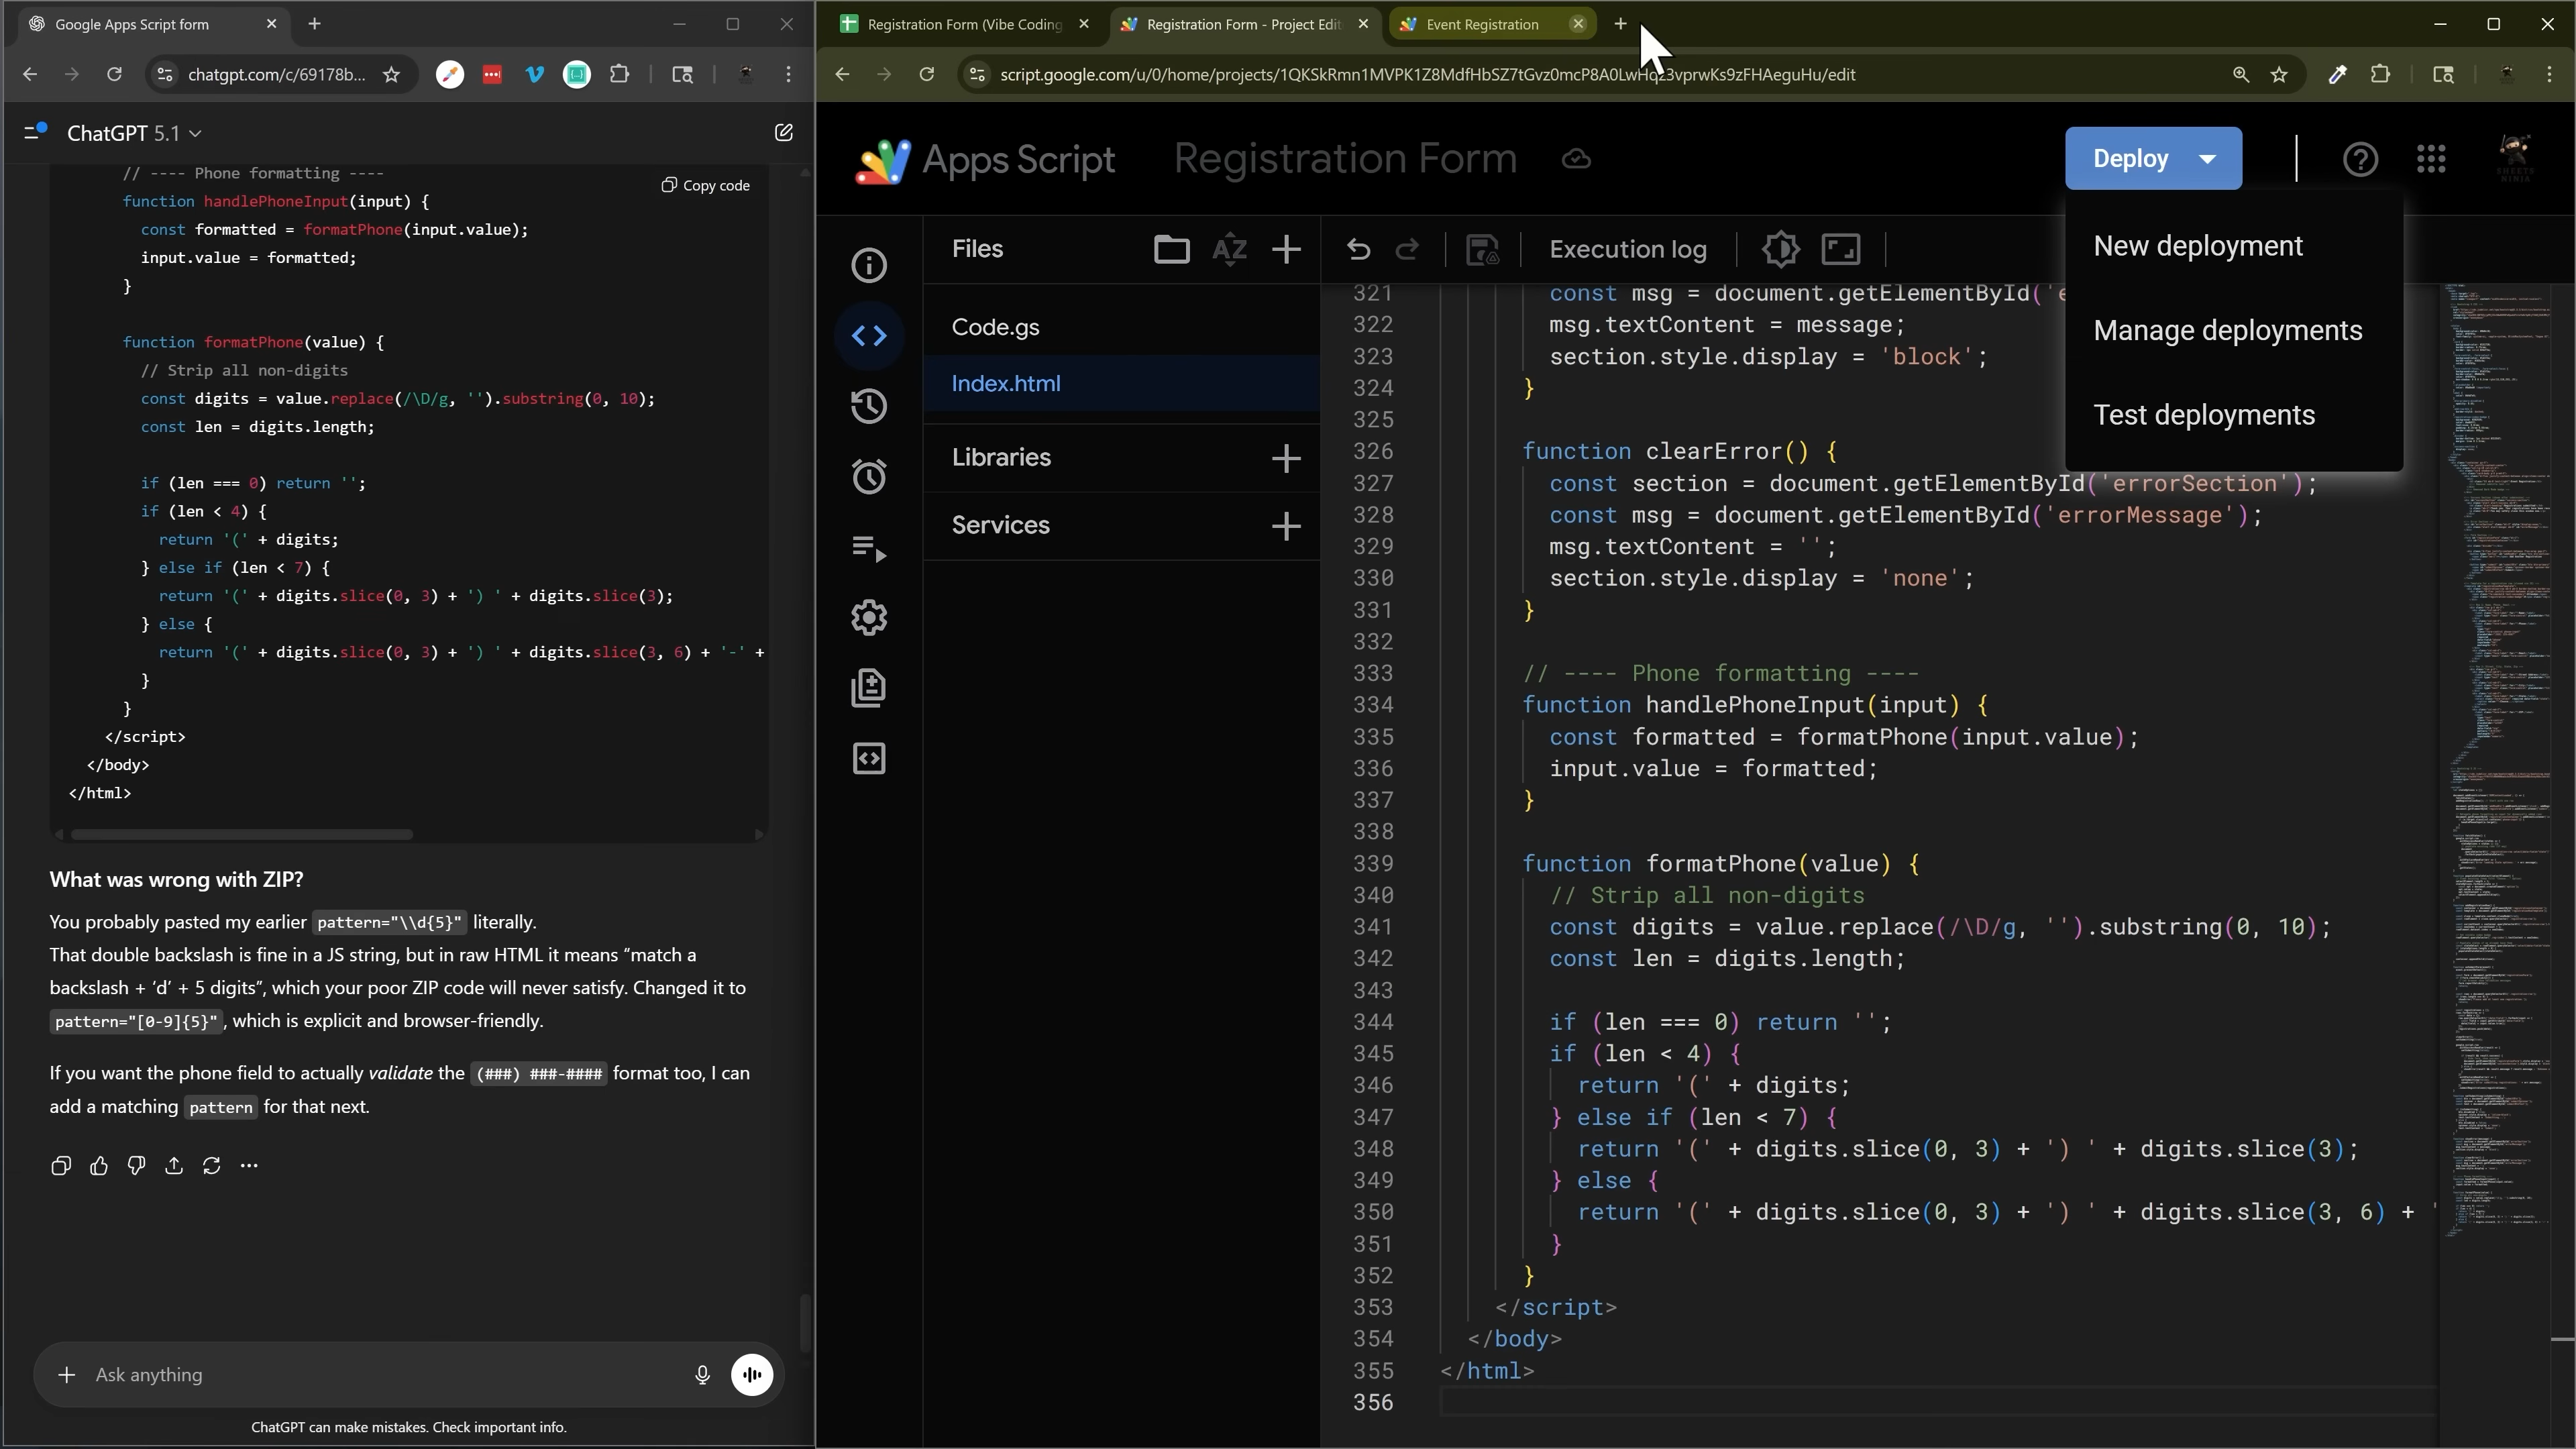 Google Apps Script form
chatgpt.com/c/69178b...
ChatGPT 5.1
Copy code
// ---- Phone formatting ----
function handlePhoneInput(input) {
const formatted = formatPhone(input.value);
input.value = formatted;
}
function formatPhone(value) {
// Strip all non-digits
const digits = value.replace(/\D/g, '').substring(0, 10);
const len = digits.length;
if (len === 0) return '';
if (len < 4) {
return '(' + digits;
} else if (len < 7) {
return '(' + digits.slice(0, 3) + ') ' + digits.slice(3);
} else {
return '(' + digits.slice(0, 3) + ') ' + digits.slice(3, 6) + '-' +
}
}
</script>
</body>
</html>
What was wrong with ZIP?
You probably pasted my earlier pattern="\\d{5}" literally.
That double backslash is fine in a JS string, but in raw HTML it means “match a
backslash + ‘d’ + 5 digits”, which your poor ZIP code will never satisfy. Changed it to
pattern="[0-9]{5}", which is explicit and browser-friendly.
If you want the phone field to actually validate the (###) ###-#### format too, I can
add a matching pattern for that next.
Ask anything
ChatGPT can make mistakes. Check important info.
Registration Form (Vibe Coding
Registration Form - Project Edit
Event Registration
script.google.com/u/0/home/projects/1QKSkRmn1MVPK1Z8MdfHbSZ7tGvz0mcP8A0LwHqz3vprwKs9zFHAeguHu/edit
Apps Script
Registration Form
Deploy
New deployment
Manage deployments
Test deployments
Files
AZ
Execution log
Code.gs
Index.html
Libraries
Services
321 const msg = document.getElementById('e
322 msg.textContent = message;
323 section.style.display = 'block';
324 }
325
326 function clearError() {
327 const section = document.getElementById('errorSection');
328 const msg = document.getElementById('errorMessage');
329 msg.textContent = '';
330 section.style.display = 'none';
331 }
332
333 // ---- Phone formatting ----
334 function handlePhoneInput(input) {
335 const formatted = formatPhone(input.value);
336 input.value = formatted;
337 }
338
339 function formatPhone(value) {
340 // Strip all non-digits
341 const digits = value.replace(/\D/g, '').substring(0, 10);
342 const len = digits.length;
343
344 if (len === 0) return '';
345 if (len < 4) {
346 return '(' + digits;
347 } else if (len < 7) {
348 return '(' + digits.slice(0, 3) + ') ' + digits.slice(3);
349 } else {
350 return '(' + digits.slice(0, 3) + ') ' + digits.slice(3, 6) + '
351 }
352 }
353 </script>
354 </body>
355 </html>
356